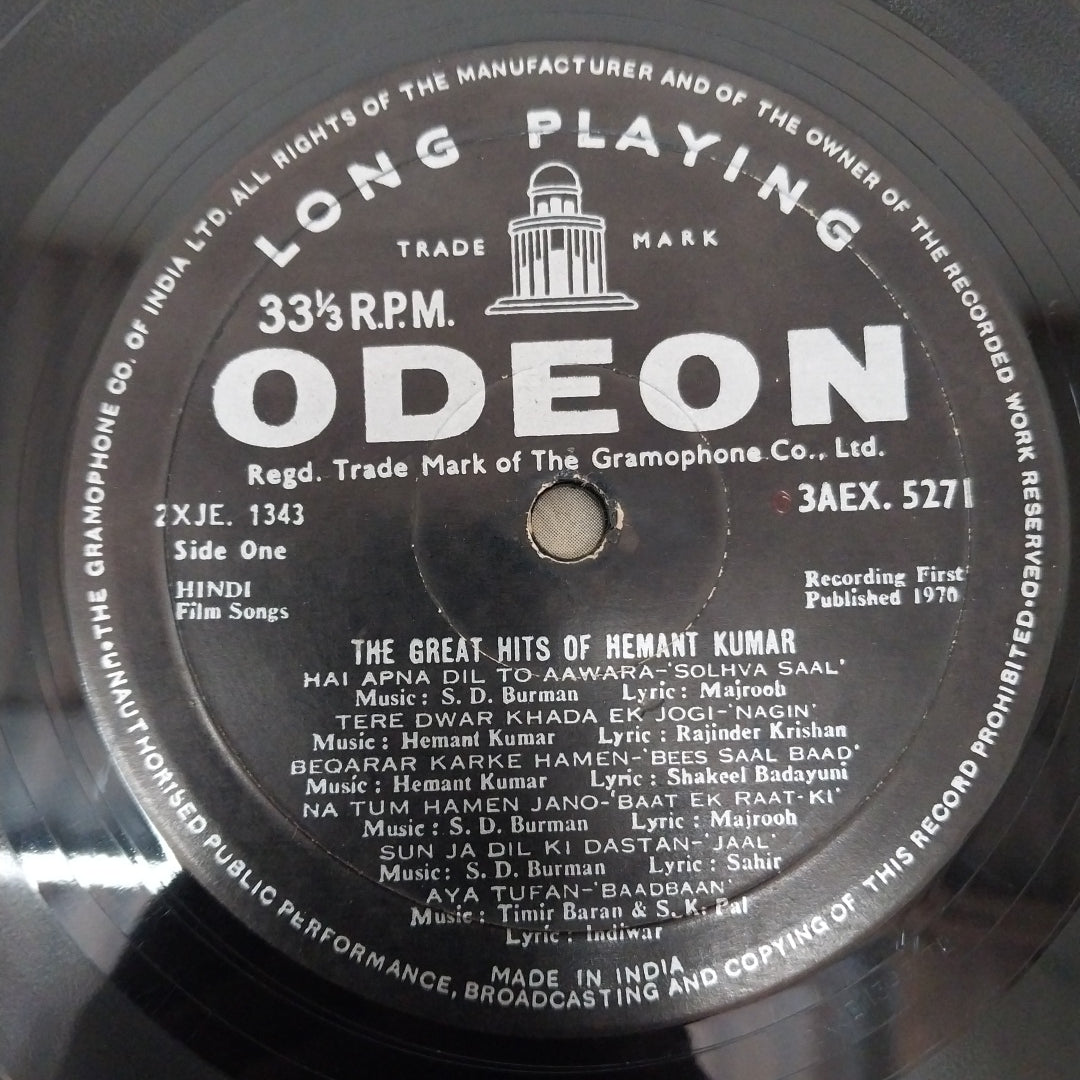 THE GRAMOPHONE CO. OF INDIA LTD. ALL RIGHTS OF THE MANUFACTURER AND OF THE OWNER OF THE RECORDED WORK RESERVED • UNAUTHORISED PUBLIC PERFORMANCE, BROADCASTING AND COPYING OF THIS RECORD PROHIBITED •
LONG PLAYING
TRADE MARK
33⅓ R.P.M.
ODEON
Regd. Trade Mark of The Gramophone Co., Ltd.
2XJE. 1343
3AEX. 5271
Side One
HINDI
Film Songs
Recording First
Published 1970
THE GREAT HITS OF HEMANT KUMAR
HAI APNA DIL TO AAWARA-'SOLHVA SAAL'
Music : S. D. Burman Lyric : Majrooh
TERE DWAR KHADA EK JOGI-'NAGIN'
Music : Hemant Kumar Lyric : Rajinder Krishan
BEQARAR KARKE HAMEN-'BEES SAAL BAAD'
Music : Hemant Kumar Lyric : Shakeel Badayuni
NA TUM HAMEN JANO-'BAAT EK RAAT-KI'
Music : S. D. Burman Lyric : Majrooh
SUN JA DIL KI DASTAN-'JAAL'
Music : S. D. Burman Lyric : Sahir
AYA TUFAN-'BAADBAAN'
Music : Timir Baran & S. K. Pal
Lyric : Indiwar
MADE IN INDIA